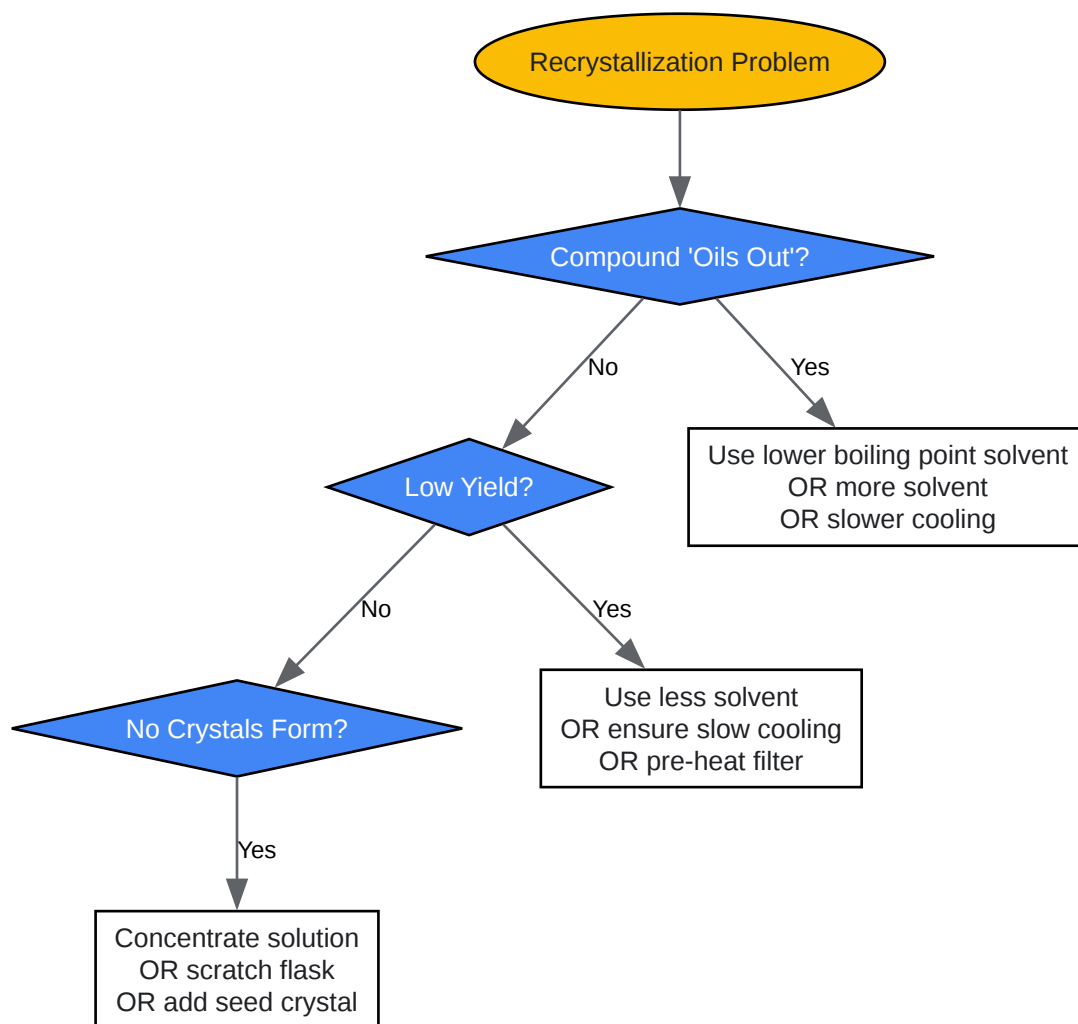 Recrystallization Problem
Compound 'Oils Out'?
No
Yes
Low Yield?
Use lower boiling point solvent
OR more solvent
OR slower cooling
No
Yes
No Crystals Form?
Use less solvent
OR ensure slow cooling
OR pre-heat filter
Yes
Concentrate solution
OR scratch flask
OR add seed crystal